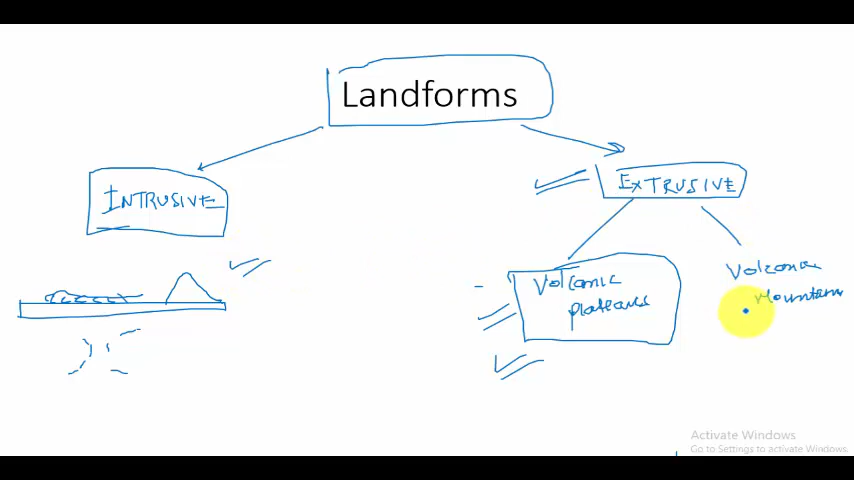 Landforms
INTRUSIVE
EXTRUSIVE
Volcanic
plateaus
Volcanic
Mountain
Activate Windows
Go to Settings to activate Windows.